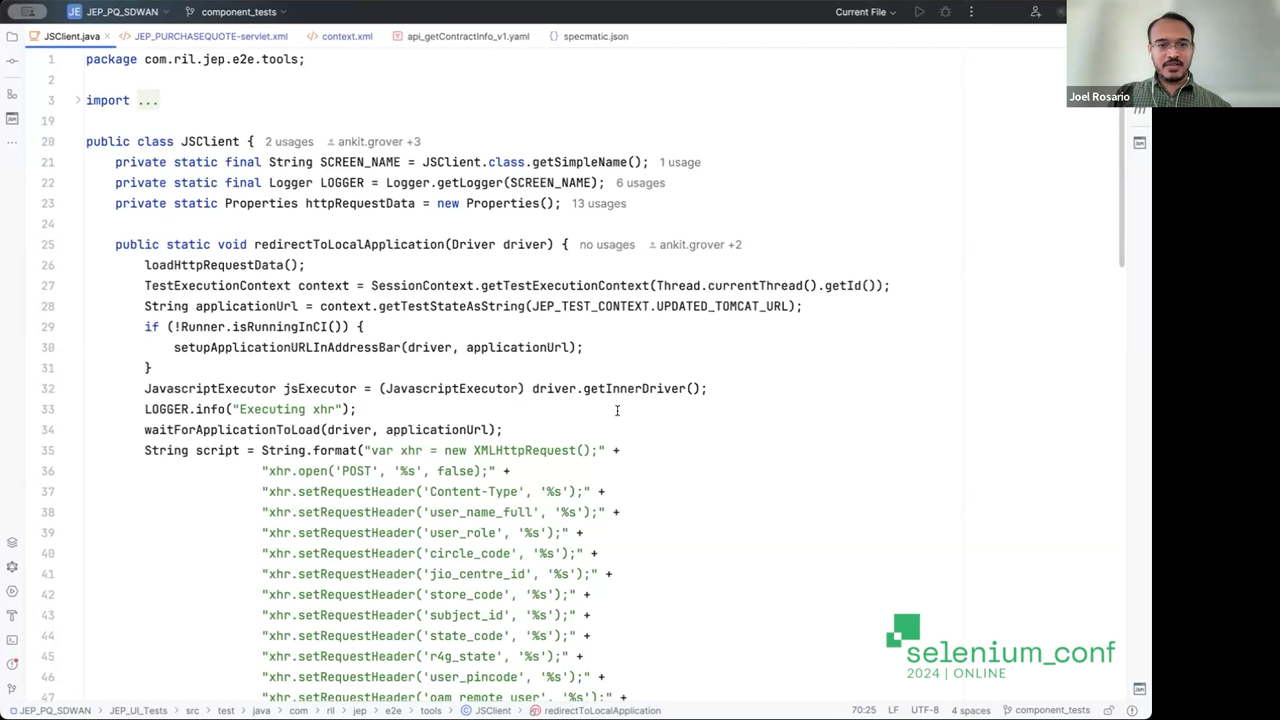 JE JEP_PQ_SDWAN component_tests Current File
JSClient.java JEP_PURCHASEQUOTE-servlet.xml context.xml api_getContractInfo_v1.yaml specmatic.json
Joel Rosario
1 package com.ril.jep.e2e.tools;
2
3 import ...
19
20 public class JSClient { 2 usages ankit.grover +3
21 private static final String SCREEN_NAME = JSClient.class.getSimpleName(); 1 usage
22 private static final Logger LOGGER = Logger.getLogger(SCREEN_NAME); 6 usages
23 private static Properties httpRequestData = new Properties(); 13 usages
24
25 public static void redirectToLocalApplication(Driver driver) { no usages ankit.grover +2
26 loadHttpRequestData();
27 TestExecutionContext context = SessionContext.getTestExecutionContext(Thread.currentThread().getId());
28 String applicationUrl = context.getTestStateAsString(JEP_TEST_CONTEXT.UPDATED_TOMCAT_URL);
29 if (!Runner.isRunningInCI()) {
30 setupApplicationURLInAddressBar(driver, applicationUrl);
31 }
32 JavascriptExecutor jsExecutor = (JavascriptExecutor) driver.getInnerDriver();
33 LOGGER.info("Executing xhr");
34 waitForApplicationToLoad(driver, applicationUrl);
35 String script = String.format("var xhr = new XMLHttpRequest();" +
36 "xhr.open('POST', '%s', false);" +
37 "xhr.setRequestHeader('Content-Type', '%s');" +
38 "xhr.setRequestHeader('user_name_full', '%s');" +
39 "xhr.setRequestHeader('user_role', '%s');" +
40 "xhr.setRequestHeader('circle_code', '%s');" +
41 "xhr.setRequestHeader('jio_centre_id', '%s');" +
42 "xhr.setRequestHeader('store_code', '%s');" +
43 "xhr.setRequestHeader('subject_id', '%s');" +
44 "xhr.setRequestHeader('state_code', '%s');" +
45 "xhr.setRequestHeader('r4g_state', '%s');" +
46 "xhr.setRequestHeader('user_pincode', '%s');" +
47 "xhr.setRequestHeader('oam_remote_user', '%s');" +
selenium_conf
2024 | ONLINE
JEP_PQ_SDWAN > JEP_UI_Tests > src > test > java > com > ril > jep > e2e > tools > JSClient > redirectToLocalApplication 70:25 LF UTF-8 4 spaces component_tests